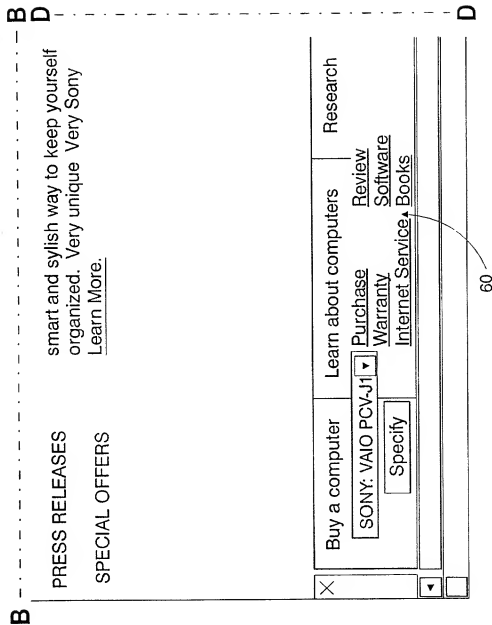 B B
D D
B
smart and sylish way to keep yourself
PRESS RELEASES organized. Very unique Very Sony
SPECIAL OFFERS Learn More.
X Buy a computer Learn about computers Research
SONY: VAIO PCV-J1 Purchase Review
Specify Warranty Software
Internet Service Books
60